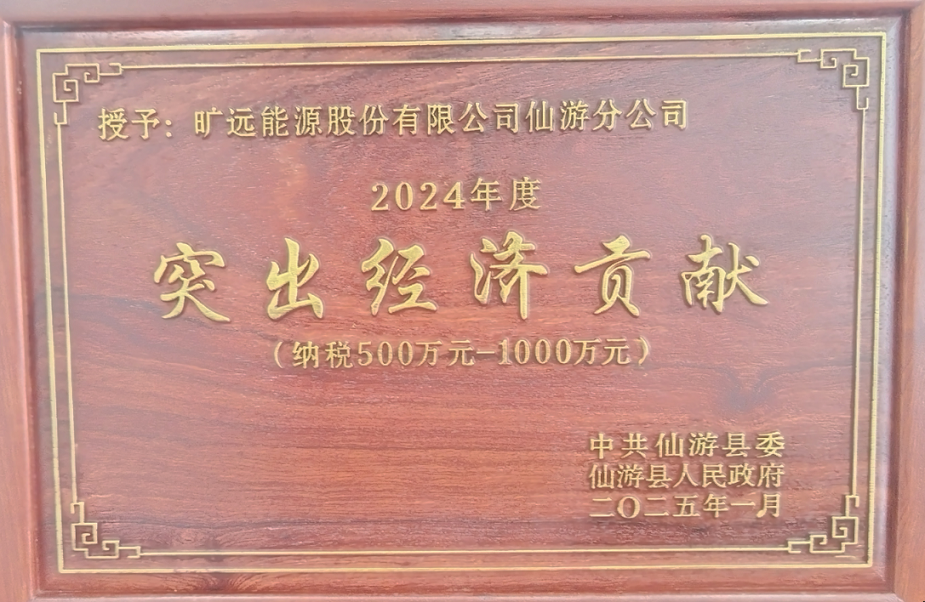 授予：旷远能源股份有限公司仙游分公司
2024年度
突出经济贡献
（纳税500万元-1000万元）
中共仙游县委
仙游县人民政府
二〇二五年一月